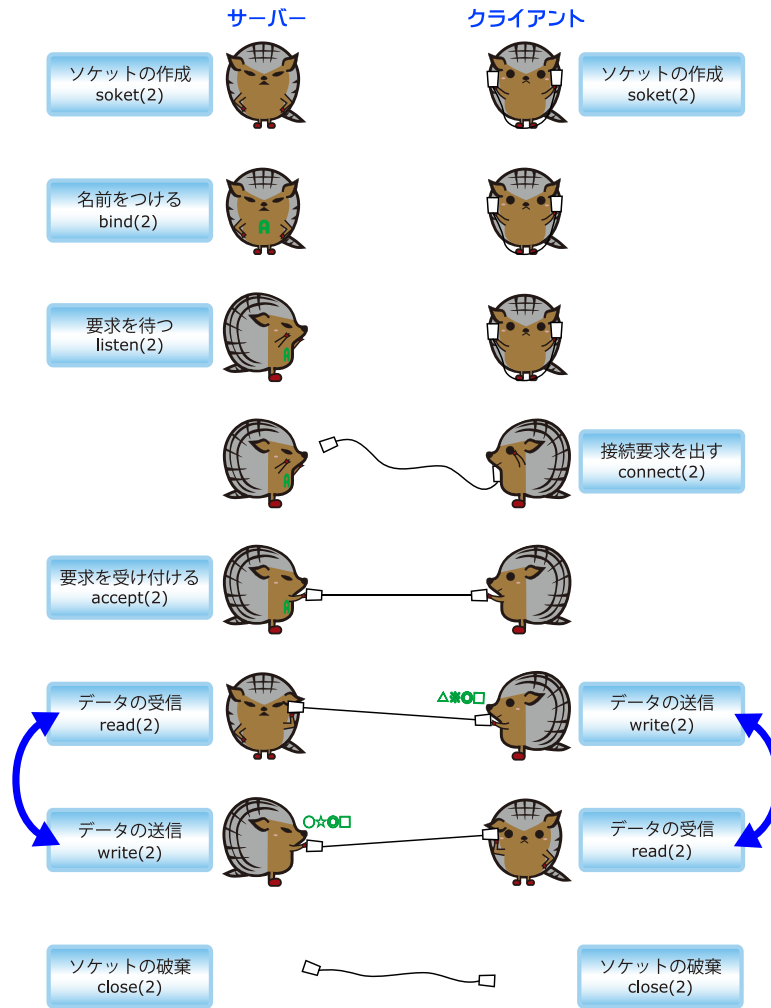 サーバー
クライアント
ソケットの作成
soket(2)
ソケットの作成
soket(2)
名前をつける
bind(2)
A
要求を待つ
listen(2)
A
A
接続要求を出す
connect(2)
要求を受け付ける
accept(2)
A
データの受信
read(2)
△※◎□
データの送信
write(2)
データの送信
write(2)
○☆◎□
データの受信
read(2)
ソケットの破棄
close(2)
ソケットの破棄
close(2)